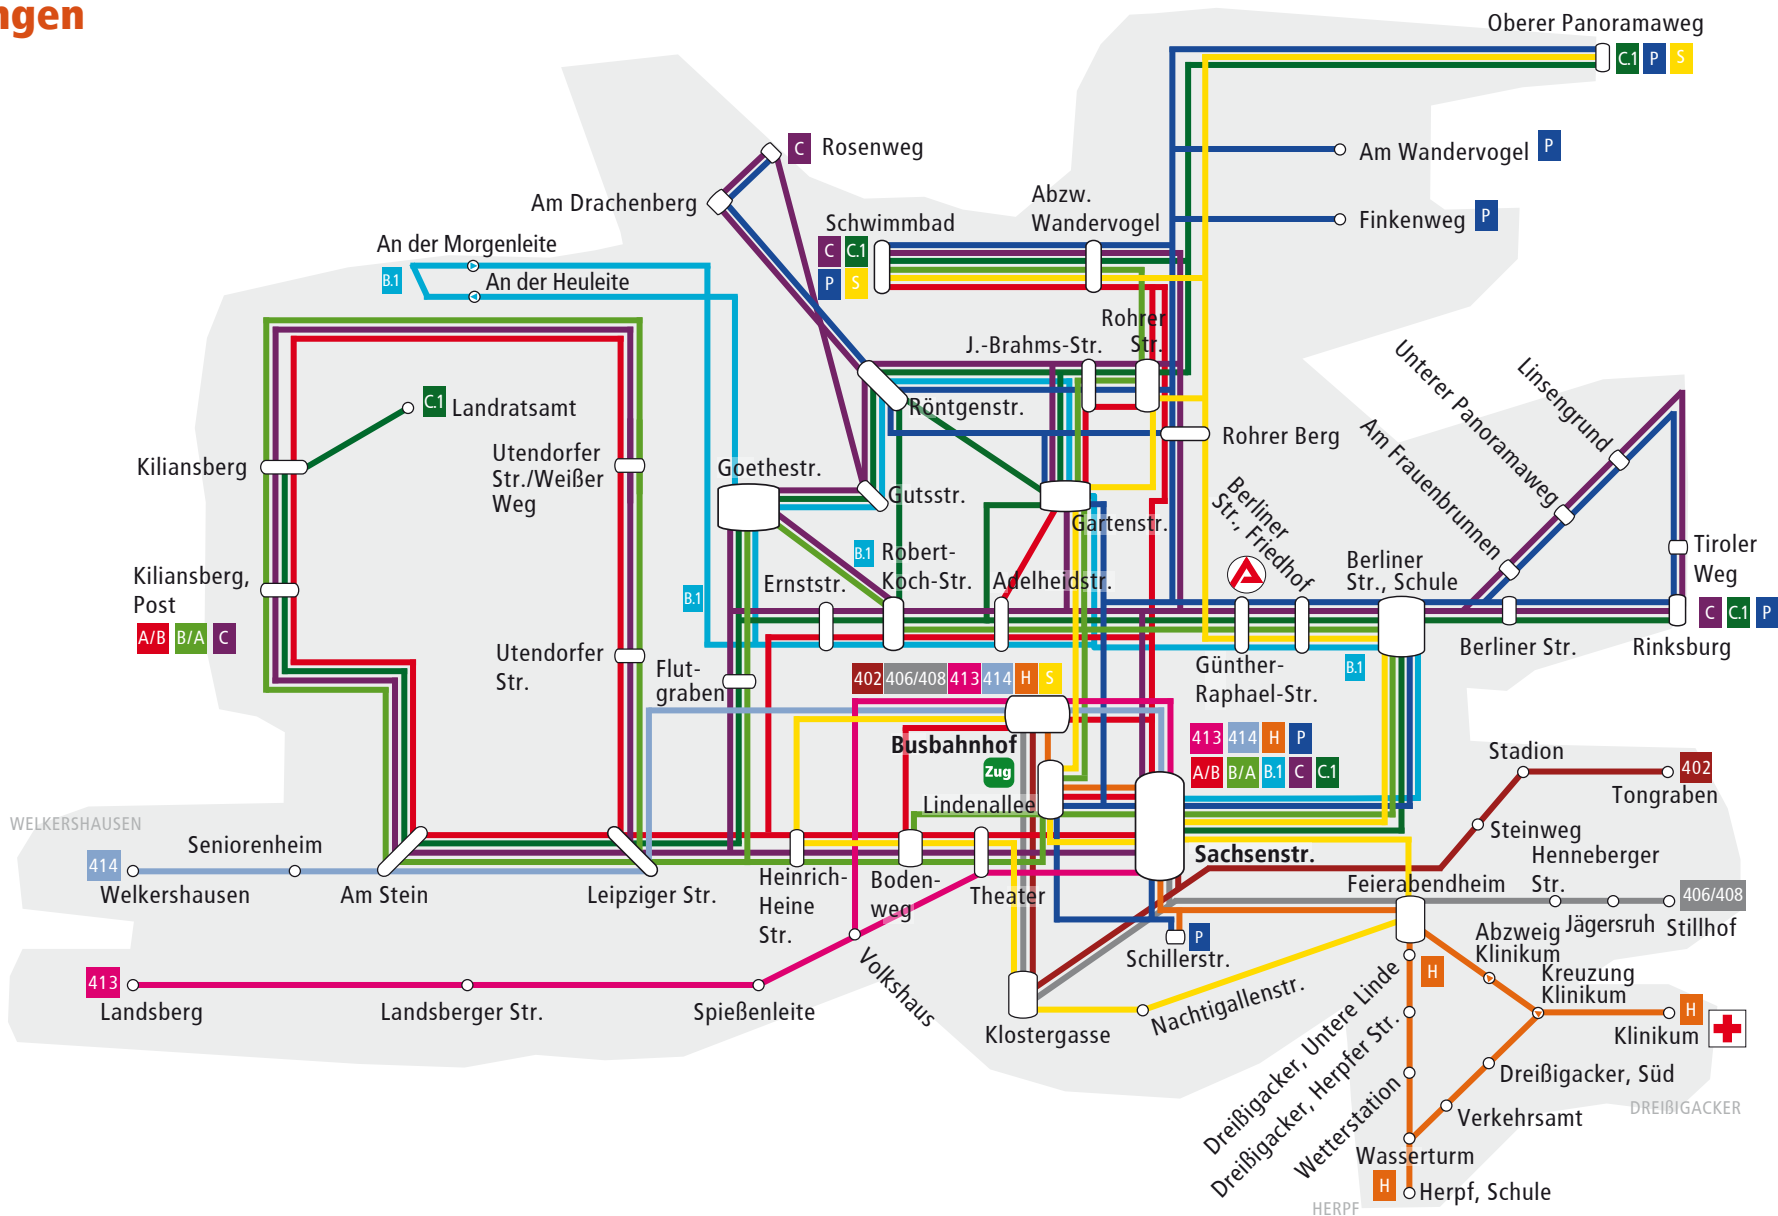 ngen
Oberer Panoramaweg
C.1 P S
C Rosenweg
Am Wandervogel P
Am Drachenberg
Abzw.
Wandervogel
Schwimmbad
C C.1
P S
Finkenweg P
An der Morgenleite
B.1
An der Heuleite
Rohrer
Str.
J.-Brahms-Str.
Linsengrund
Unterer Panoramaweg
Am Frauenbrunnen
C.1 Landratsamt
Röntgenstr.
Rohrer Berg
Kiliansberg
Utendorfer
Str./Weißer
Weg
Goethestr.
Gutsstr.
Gartenstr.
Berliner
Str., Friedhof
Berliner
Str., Schule
Tiroler
Weg
B.1 Robert-
Koch-Str.
Kiliansberg,
Post
A/B B/A C
B.1
Ernststr.
Adelheidstr.
C C.1 P
Utendorfer
Str.
Flut-
graben
Günther-
Raphael-Str.
B.1
Berliner Str.
Rinksburg
402 406/408 413 414 H S
Busbahnhof
Zug
413 414 H P
A/B B/A B.1 C C.1
Stadion
402
Tongraben
Lindenallee
WELKERSHAUSEN
Seniorenheim
Steinweg
Sachsenstr.
Henneberger
Str.
414
Welkershausen
Am Stein
Leipziger Str.
Heinrich-
Heine
Str.
Boden-
weg
Theater
Feierabendheim
406/408
Jägersruh
Stillhof
P
Schillerstr.
Abzweig
Klinikum
Volkshaus
H
Kreuzung
Klinikum
413
Landsberg
Landsberger Str.
Spießenleite
Klostergasse
Nachtigallenstr.
H
Klinikum
Dreißigacker, Untere Linde
Dreißigacker, Herpfer Str.
Wetterstation
Dreißigacker, Süd
DREIßIGACKER
Verkehrsamt
Wasserturm
H
Herpf, Schule
HERPF